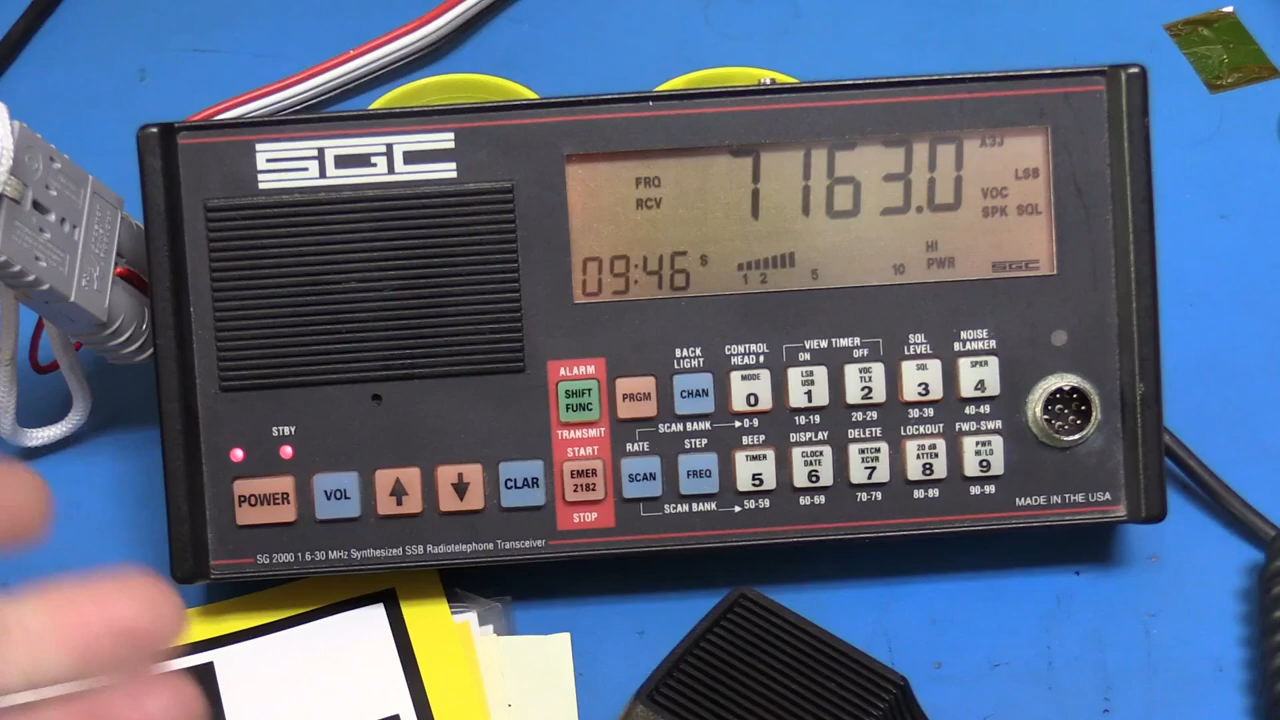 SGC
A3J
FRQ
7163.0
LSB
RCV
VOC
SPK SQL
HI
PWR
09:46
S
1 2 5 10
SGC
ALARM
SHIFT
FUNC
TRANSMIT
PRGM
BACK
LIGHT
CHAN
CONTROL
HEAD #
MODE
0
VIEW TIMER
ON
OFF
LSB
USB
1
VOC
TLX
2
SQL
LEVEL
SQL
3
NOISE
BLANKER
SPKR
4
SCAN BANK
0-9
10-19
20-29
30-39
40-49
STBY
POWER
VOL
CLAR
START
EMER
2182
STOP
RATE
SCAN
STEP
FREQ
BEEP
TIMER
5
DISPLAY
CLOCK
DATE
6
DELETE
INTCM
XCVR
7
LOCKOUT
20 dB
ATTEN
8
FWD-SWR
PWR
HI/LO
9
SCAN BANK
50-59
60-69
70-79
80-89
90-99
MADE IN THE USA
SG 2000 1.6-30 MHz Synthesized SSB Radiotelephone Transceiver